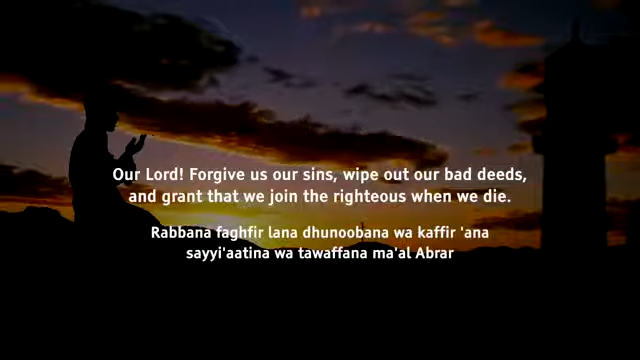 Our Lord! Forgive us our sins, wipe out our bad deeds,
and grant that we join the righteous when we die.
Rabbana faghfir lana dhunoobana wa kaffir 'ana
sayyi'aatina wa tawaffana ma'al Abrar